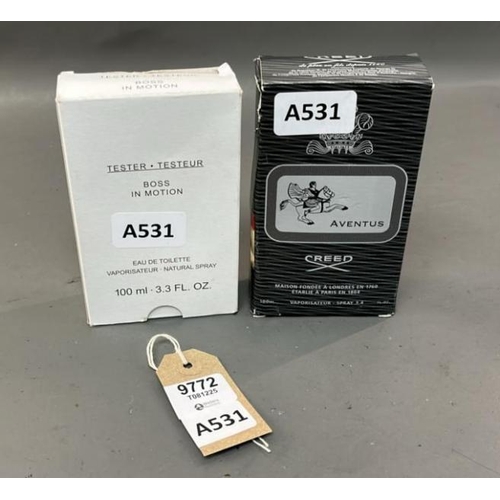 TESTER · TESTEUR
BOSS
IN MOTION
TESTER · TESTEUR
BOSS
IN MOTION
A531
EAU DE TOILETTE
VAPORISATEUR · NATURAL SPRAY
100 ml · 3.3 FL. OZ.
CREED
A531
AVENTUS
CREED
MAISON FONDÉE À LONDRES EN 1760
ÉTABLIE À PARIS EN 1854
VAPORISATEUR · SPRAY
9772
T081225
A531